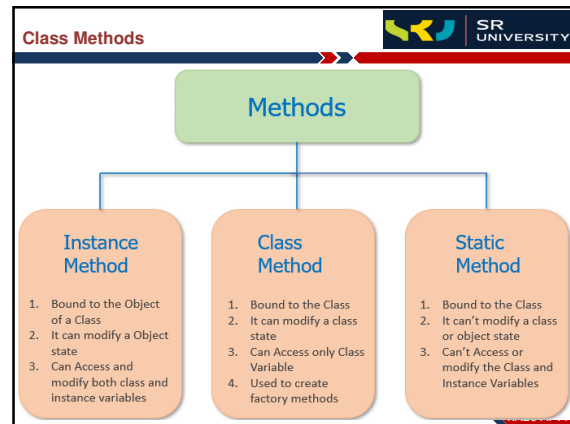 Class Methods
SR
UNIVERSITY
Methods
Instance
Method
1. Bound to the Object
of a Class
2. It can modify a Object
state
3. Can Access and
modify both class and
instance variables
Class
Method
1. Bound to the Class
2. It can modify a class
state
3. Can Access only Class
Variable
4. Used to create
factory methods
Static
Method
1. Bound to the Class
2. It can’t modify a class
or object state
3. Can’t Access or
modify the Class and
Instance Variables